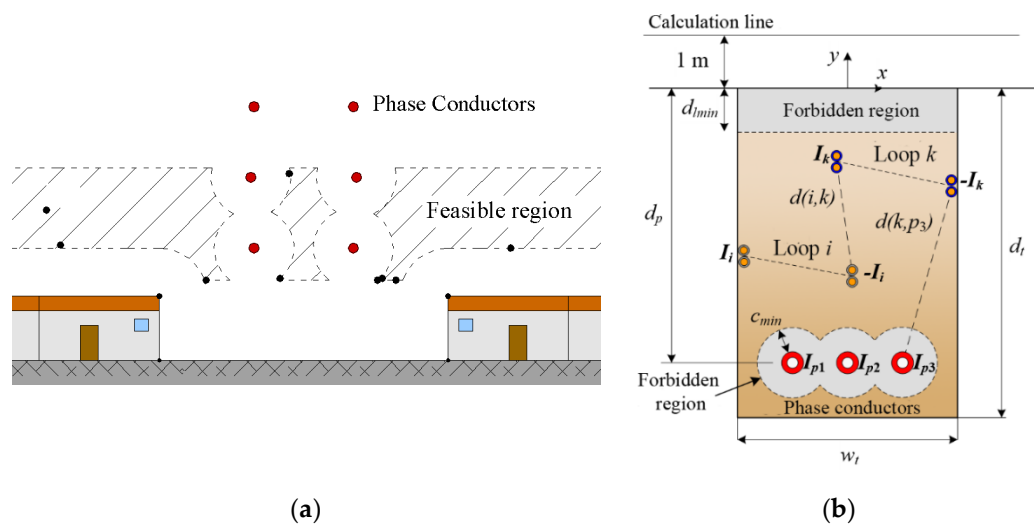 Phase Conductors
Feasible region
(a)
Calculation line
1 m
y
x
d_lmin
Forbidden region
I_k
Loop k
-I_k
d(i,k)
d(k,p_3)
d_p
d_t
I_i
Loop i
-I_i
c_min
I_p1
I_p2
I_p3
Forbidden
region
Phase conductors
w_t
(b)